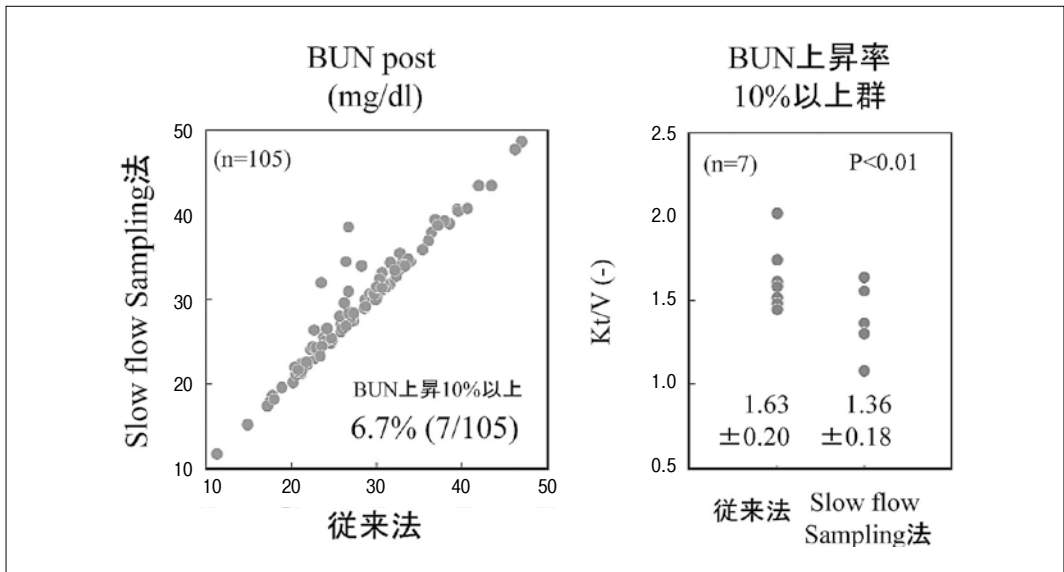 BUN post
(mg/dl)
Slow flow Sampling法
50
40
30
20
10
(n=105)
BUN上昇10%以上
6.7% (7/105)
10
20
30
40
50
従来法
BUN上昇率
10%以上群
Kt/V (-)
2.5
2.0
1.5
1.0
0.5
(n=7)
P<0.01
1.63
±0.20
1.36
±0.18
従来法
Slow flow
Sampling法